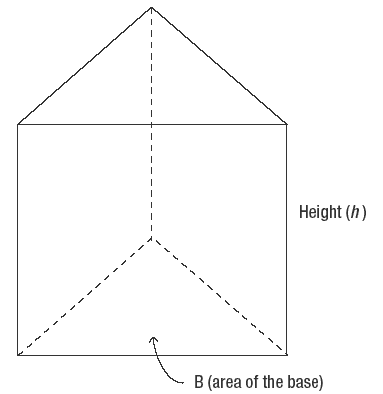 Height (h)
B (area of the base)